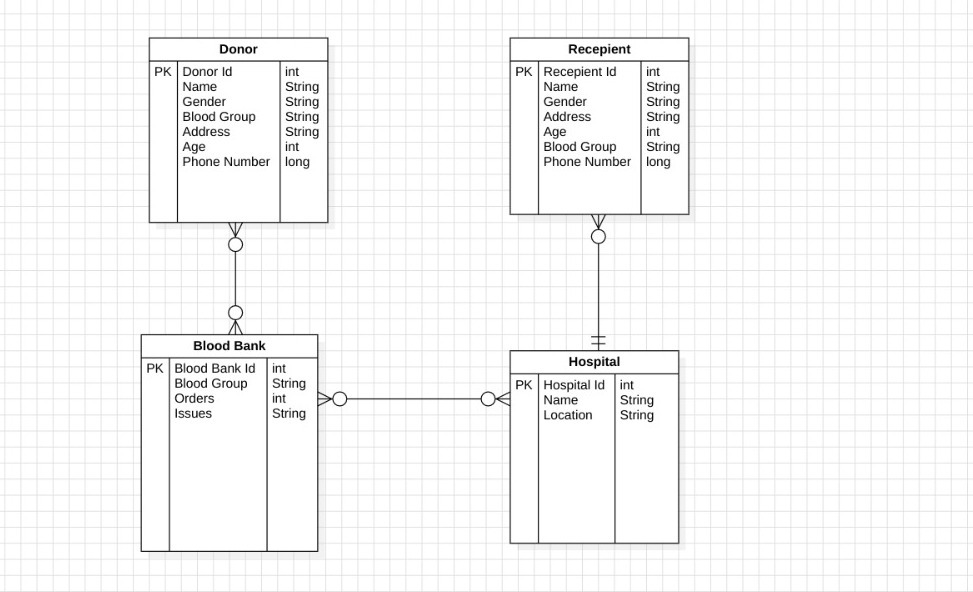 Donor
PK Donor Id int
Name String
Gender String
Blood Group String
Address String
Age int
Phone Number long
Recepient
PK Recepient Id int
Name String
Gender String
Address String
Age int
Blood Group String
Phone Number long
Blood Bank
PK Blood Bank Id int
Blood Group String
Orders int
Issues String
Hospital
PK Hospital Id int
Name String
Location String